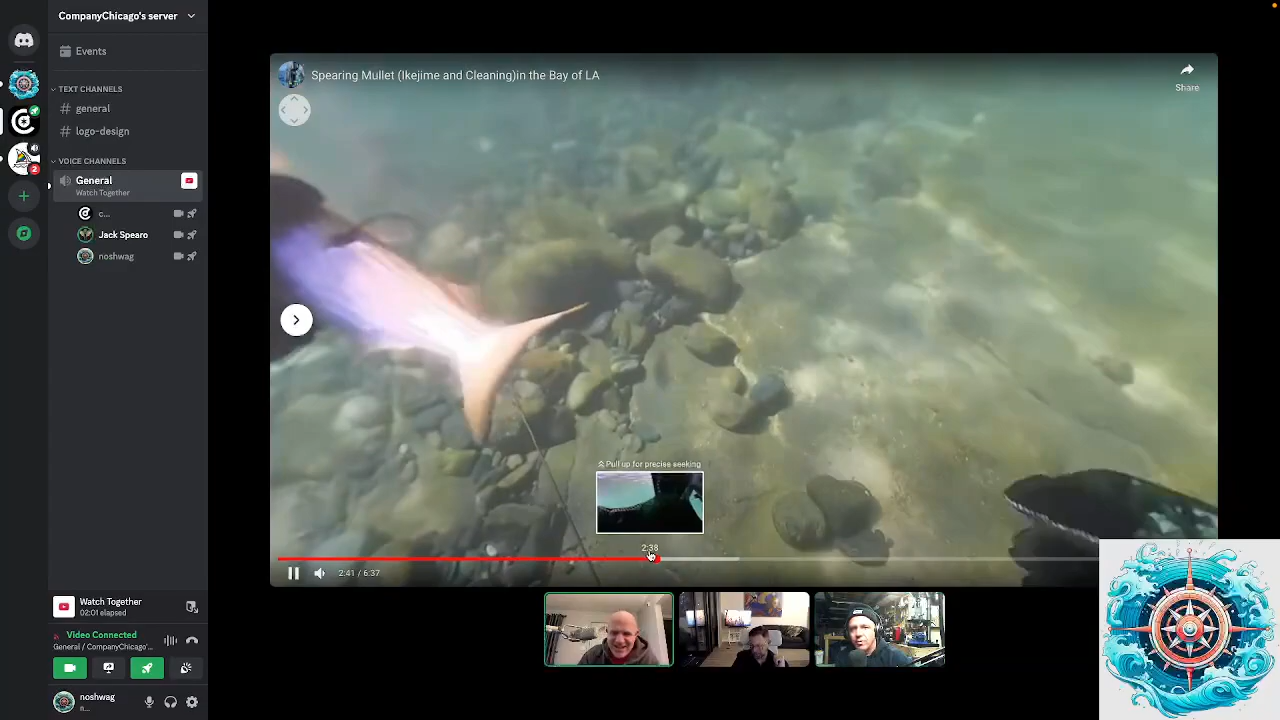 CompanyChicago's server
Events
TEXT CHANNELS
general
logo-design
VOICE CHANNELS
General
Watch Together
c...
Jack Spearo
noshwag
2
Spearing Mullet (Ikejime and Cleaning)in the Bay of LA
Share
Pull up for precise seeking
2:38
2:41 / 6:37
Watch Together
02:01 elapsed
Video Connected
General / CompanyChicago'...
noshwag
n...